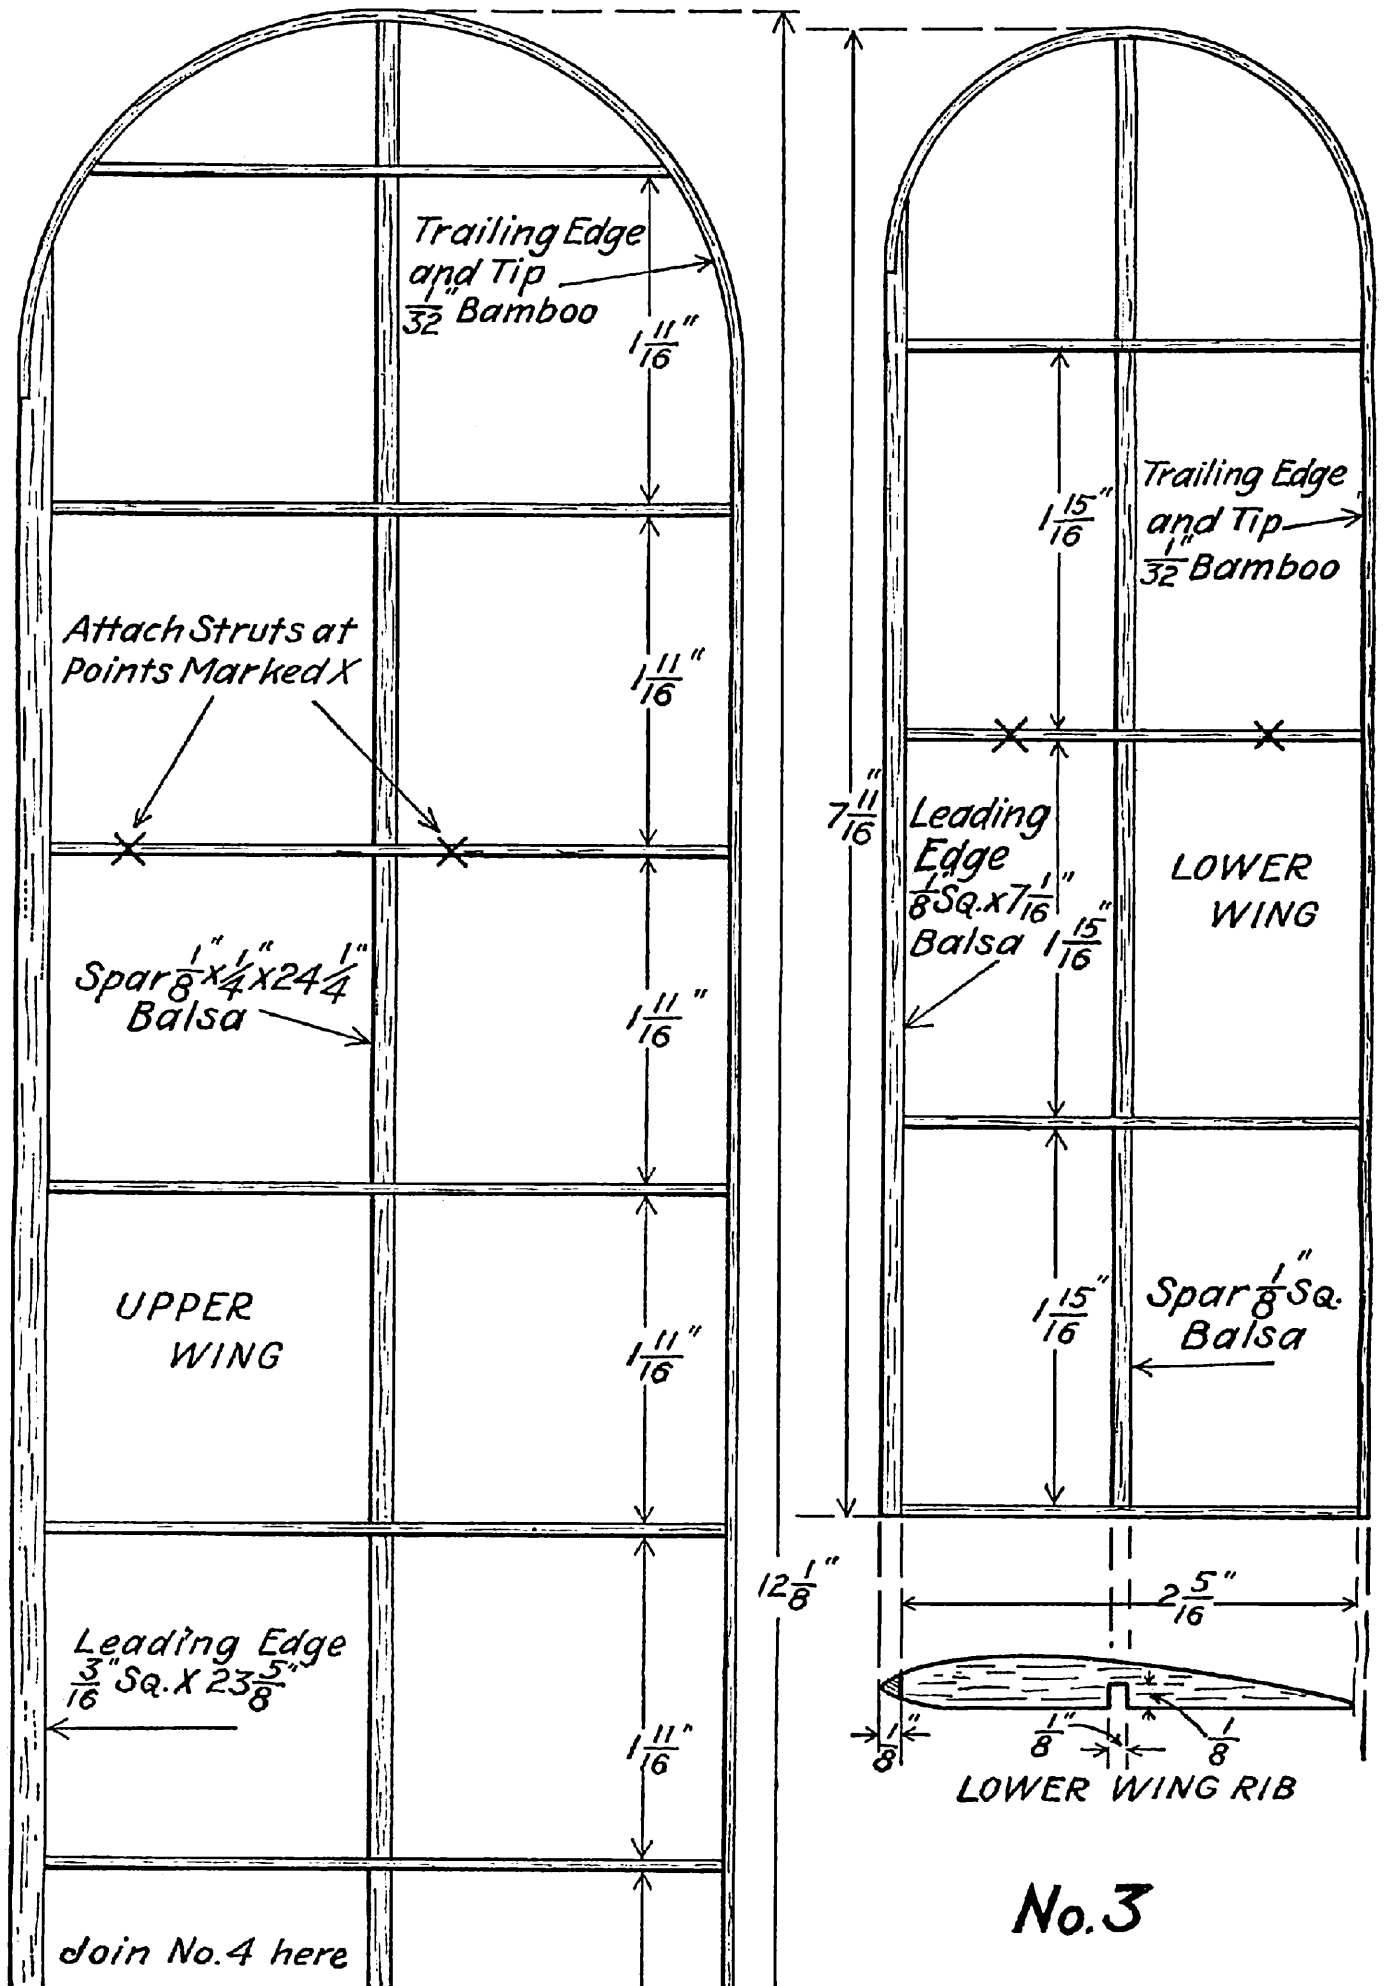 Trailing Edge
and Tip
1/32" Bamboo
1 11/16"
Attach Struts at
Points Marked X
1 11/16"
Spar 1/8" x 1/4" x 24 1/4"
Balsa
1 11/16"
UPPER
WING
1 11/16"
Leading Edge
3/16" SQ. X 23 5/8"
1 11/16"
Join No. 4 here
12 1/8"
7 11/16"
1 15/16"
Trailing Edge
and Tip
1/32" Bamboo
Leading
Edge
1/8" SQ. x 7 1/16"
Balsa
1 15/16"
LOWER
WING
1 15/16"
Spar 1/8" SQ.
Balsa
2 5/16"
1/8"
1/8"
1/8
LOWER WING RIB
No. 3